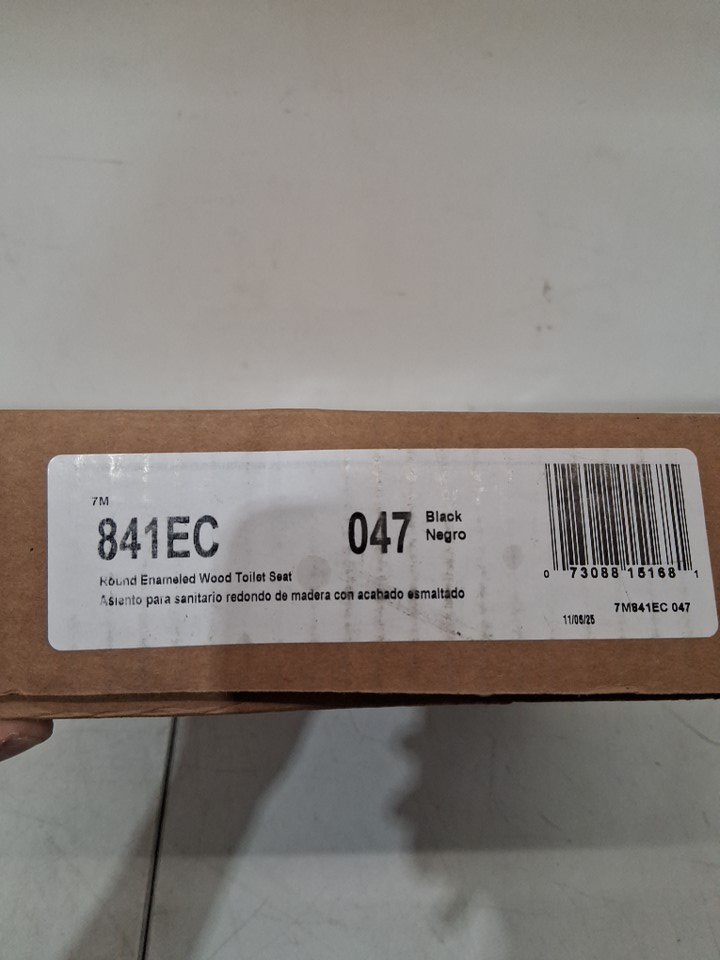 7M
841EC
047
Black
Negro
Round Enameled Wood Toilet Seat
Asiento para sanitario redondo de madera con acabado esmaltado
0 73088 15168 1
7M841EC 047
11/06/25